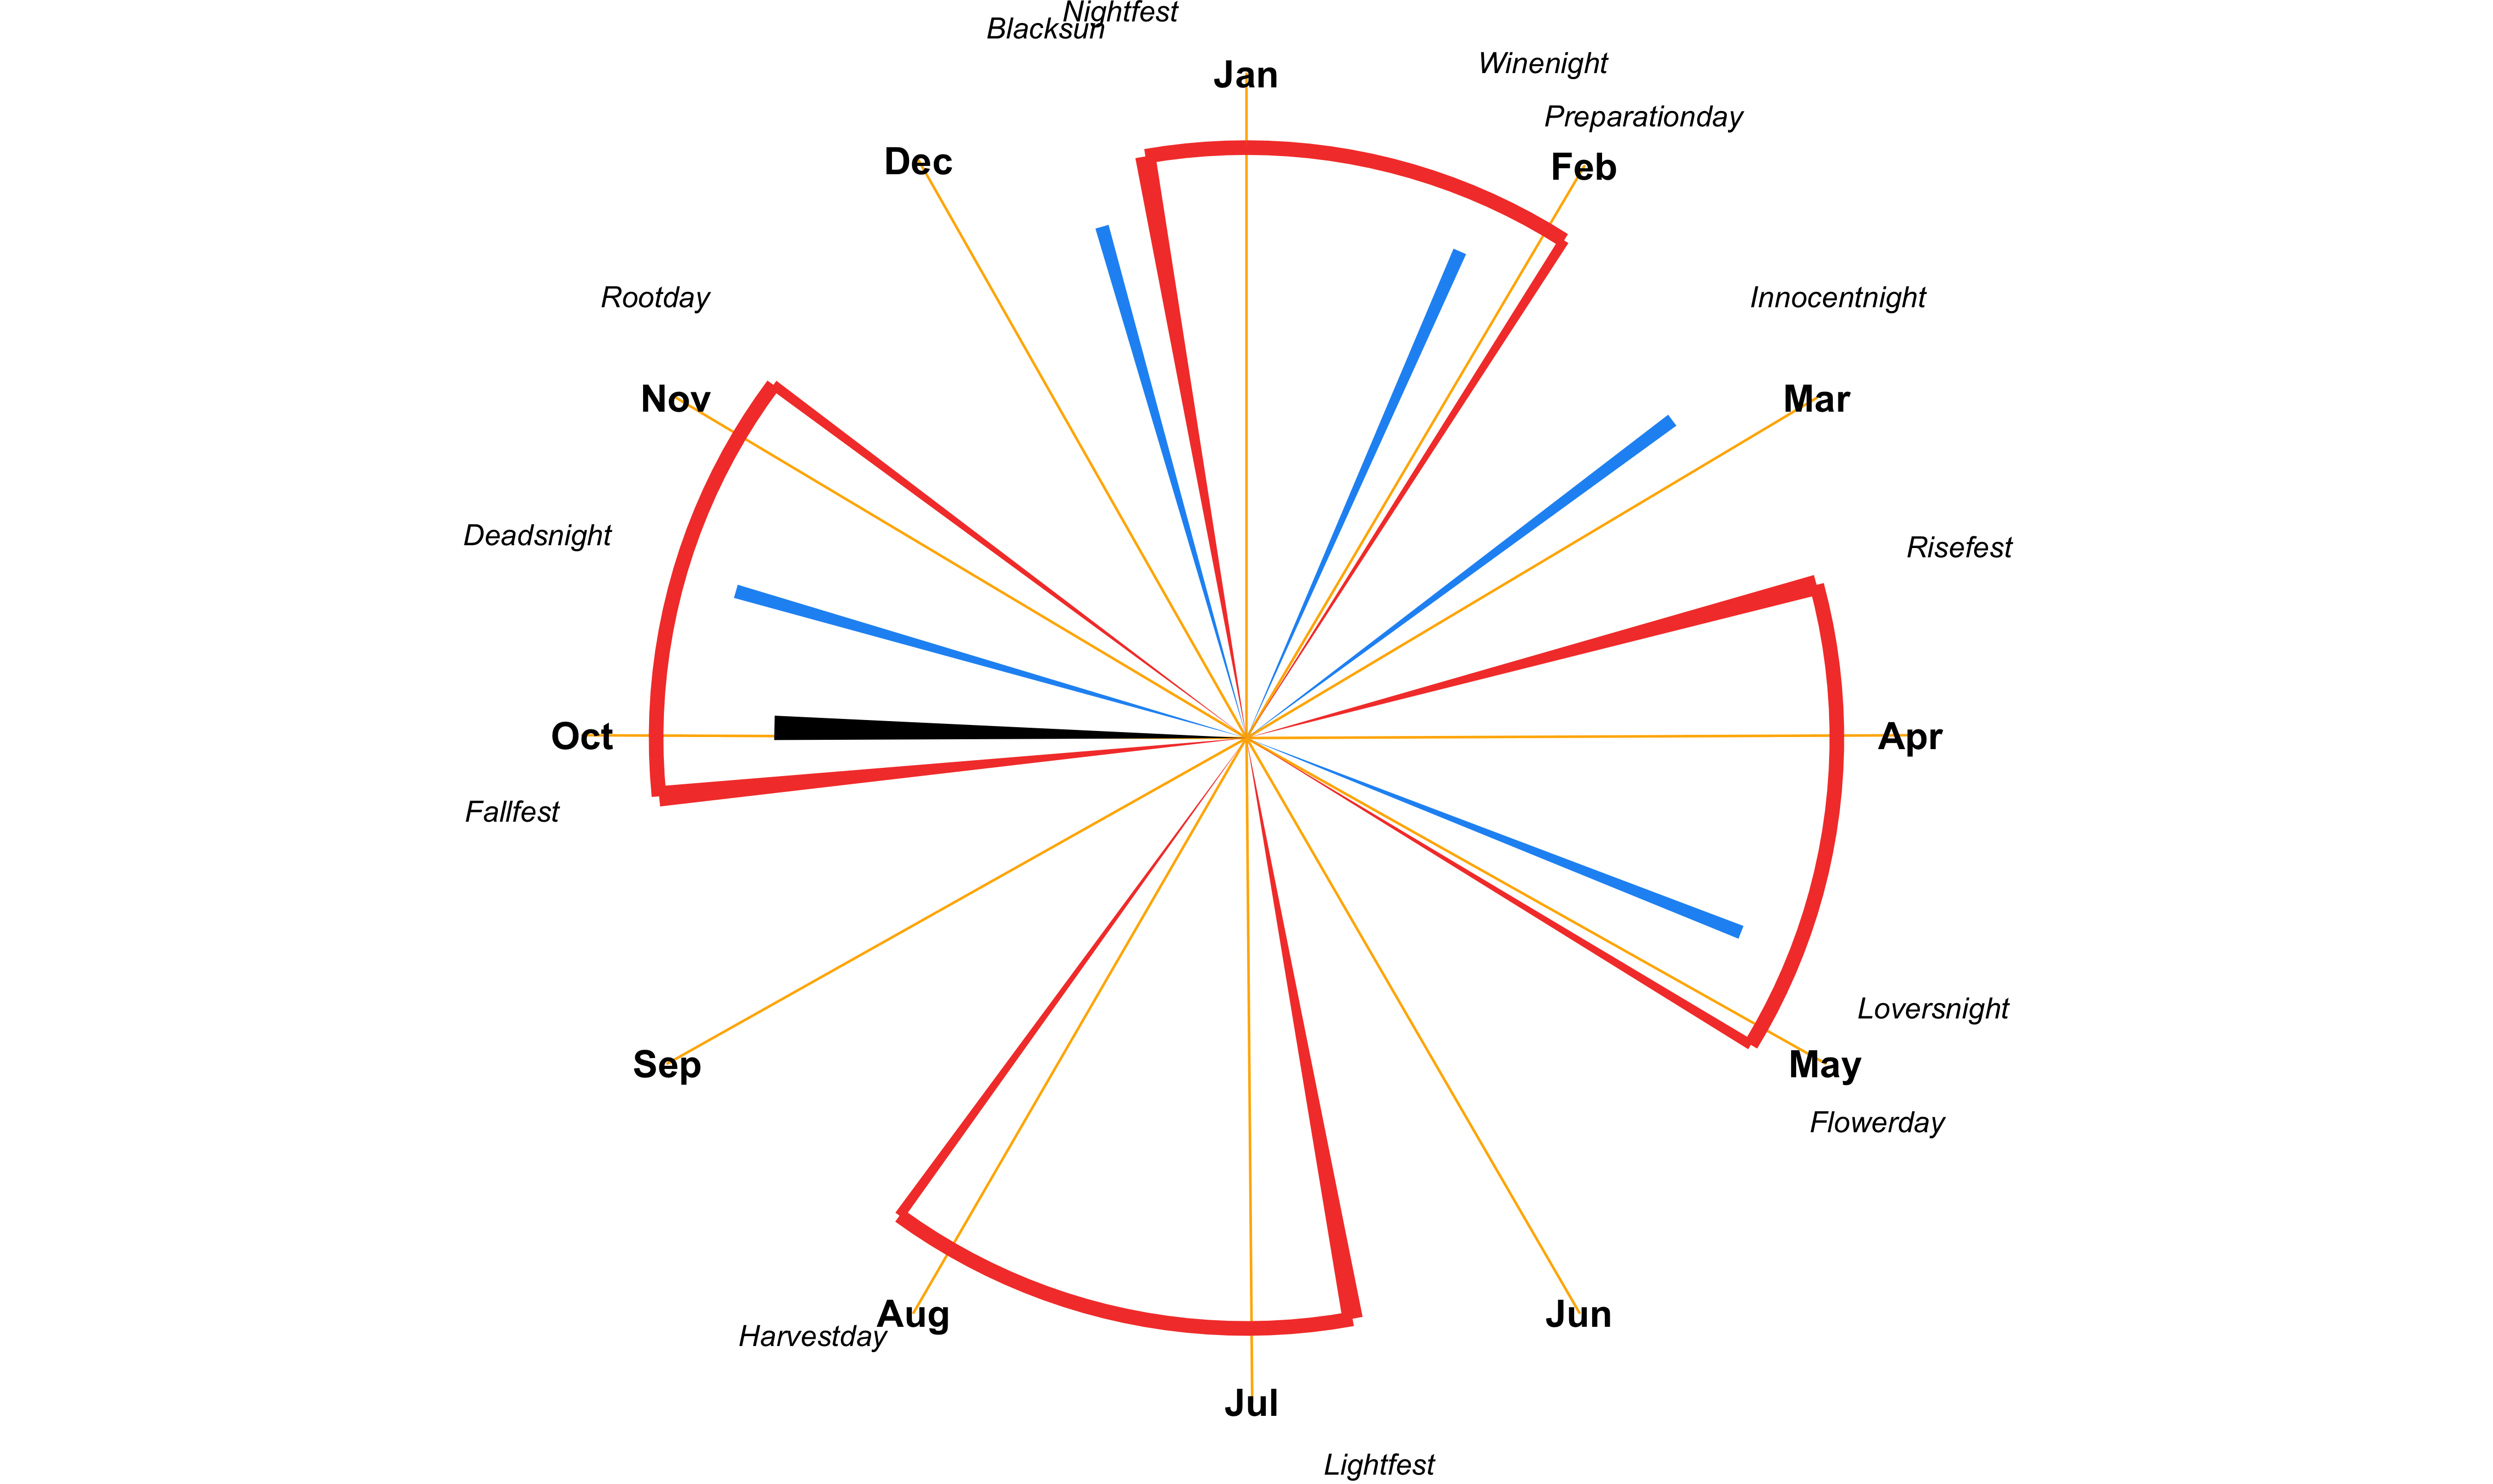 Nightfest
Blacksun
Winenight
Jan
Preparationday
Dec
Feb
Rootday
Innocentnight
Nov
Mar
Deadsnight
Risefest
Oct
Apr
Fallfest
Loversnight
Sep
May
Flowerday
Aug
Jun
Harvestday
Jul
Lightfest